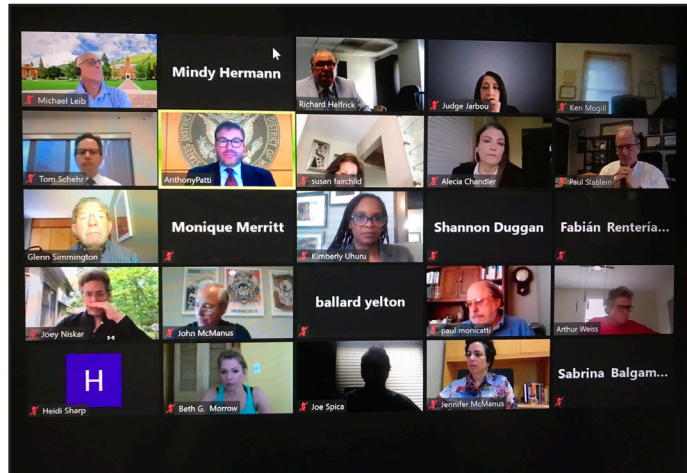 Michael Leib
Mindy Hermann
Richard Helfrick
Judge Jarbou
Ken Mogill
Tom Schehr
AnthonyPatti
susan fairchild
Alecia Chandler
Paul Stablein
Glenn Simmington
Monique Merritt
Kimberly Uhuru
Shannon Duggan
Fabián Rentería...
Joey Niskar
John McManus
ballard yelton
paul monicatti
Arthur Weiss
H
Heidi Sharp
Beth G. Morrow
Joe Spica
Jennifer McManus
Sabrina Balgam...